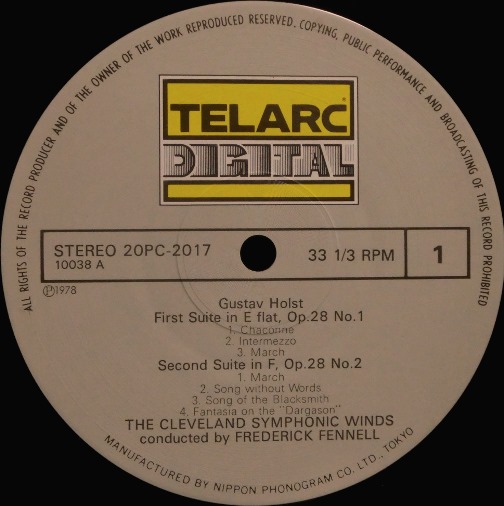 ALL RIGHTS OF THE RECORD PRODUCER AND OF THE OWNER OF THE WORK REPRODUCED RESERVED. COPYING, PUBLIC PERFORMANCE AND BROADCASTING OF THIS RECORD PROHIBITED
TELARC®
DIGITAL
STEREO 20PC-2017
10038 A
33 1/3 RPM
1
℗1978
Gustav Holst
First Suite in E flat, Op.28 No.1
1. Chaconne
2. Intermezzo
3. March
Second Suite in F, Op.28 No.2
1. March
2. Song without Words
3. Song of the Blacksmith
4. Fantasia on the "Dargason"
THE CLEVELAND SYMPHONIC WINDS
conducted by FREDERICK FENNELL
MANUFACTURED BY NIPPON PHONOGRAM CO. LTD., TOKYO